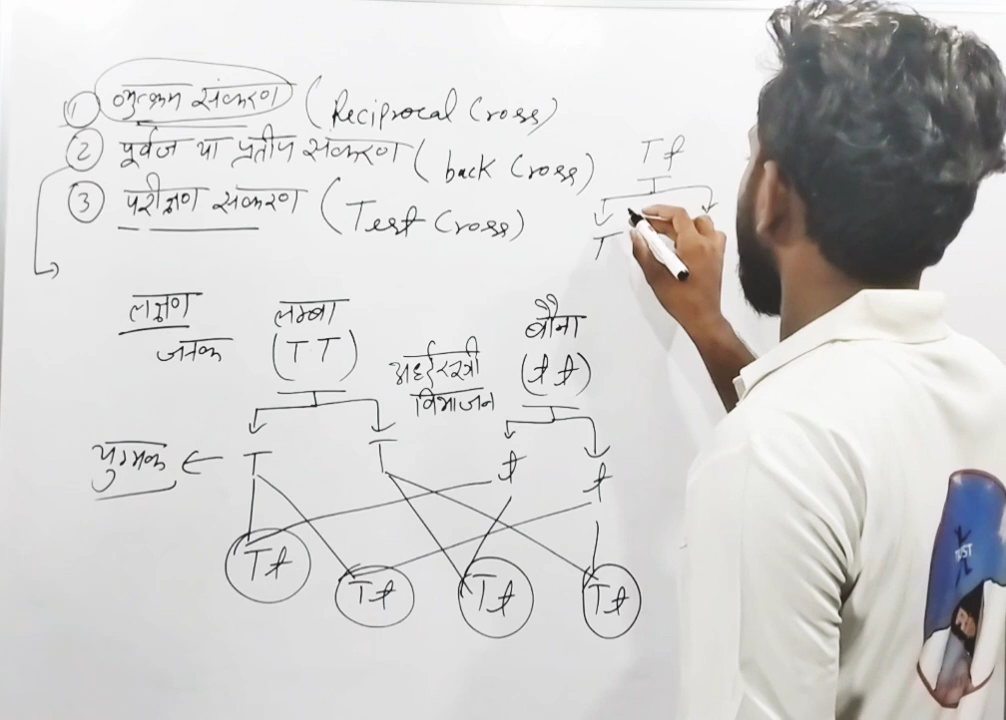 ① व्युत्क्रम संकरण (Reciprocal Cross)
② पूर्वज या प्रतीप संकरण (back Cross)
③ परीक्षण संकरण (Test Cross)
Tt
T
लक्षण
जनक
लम्बा
(TT)
बौना
(tt)
अर्द्धसूत्री
विभाजन
युग्मक ← T T t t
Tt Tt Tt Tt